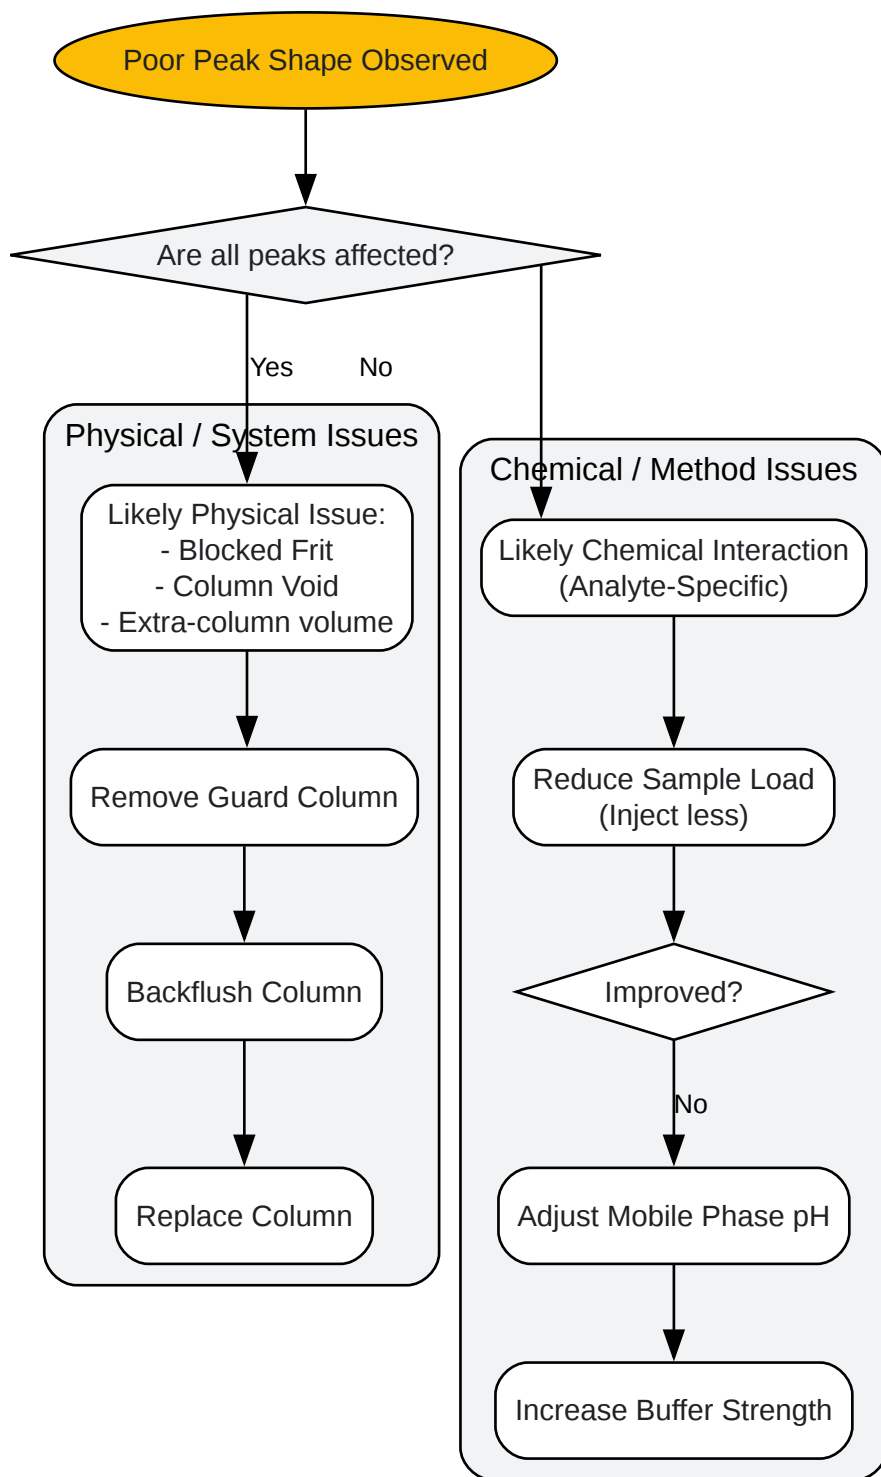 Poor Peak Shape Observed
Are all peaks affected?
Yes
No
Physical / System Issues
Likely Physical Issue:
- Blocked Frit
- Column Void
- Extra-column volume
Remove Guard Column
Backflush Column
Replace Column
Chemical / Method Issues
Likely Chemical Interaction
(Analyte-Specific)
Reduce Sample Load
(Inject less)
Improved?
No
Adjust Mobile Phase pH
Increase Buffer Strength